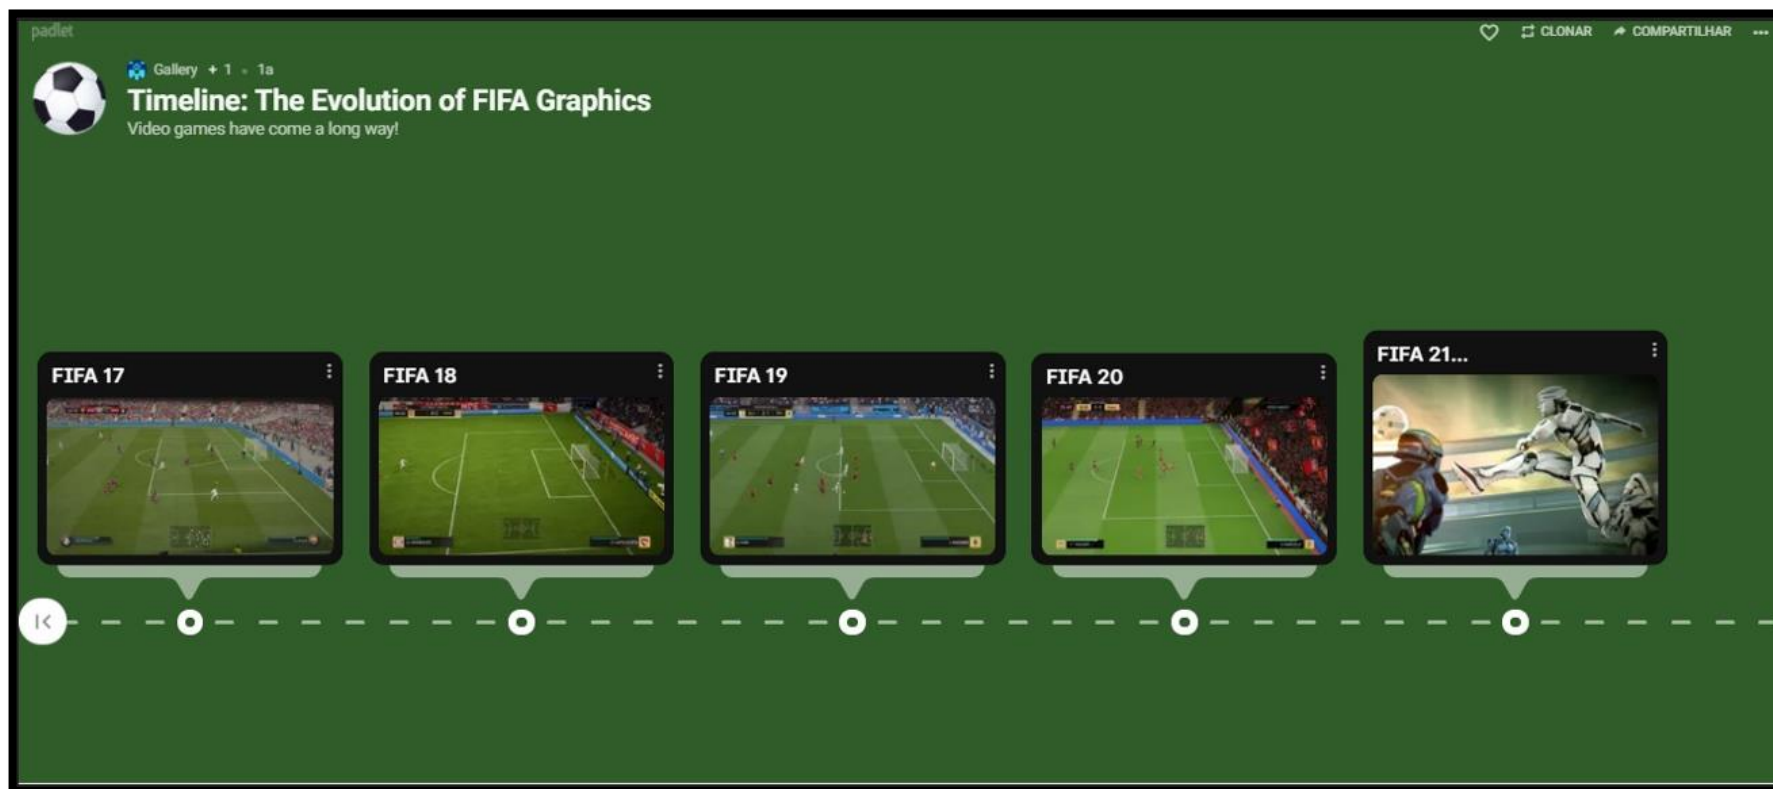 padlet
CLONAR
COMPARTILHAR
Gallery + 1 • 1a
Timeline: The Evolution of FIFA Graphics
Video games have come a long way!
FIFA 17
FIFA 18
FIFA 19
FIFA 20
FIFA 21...